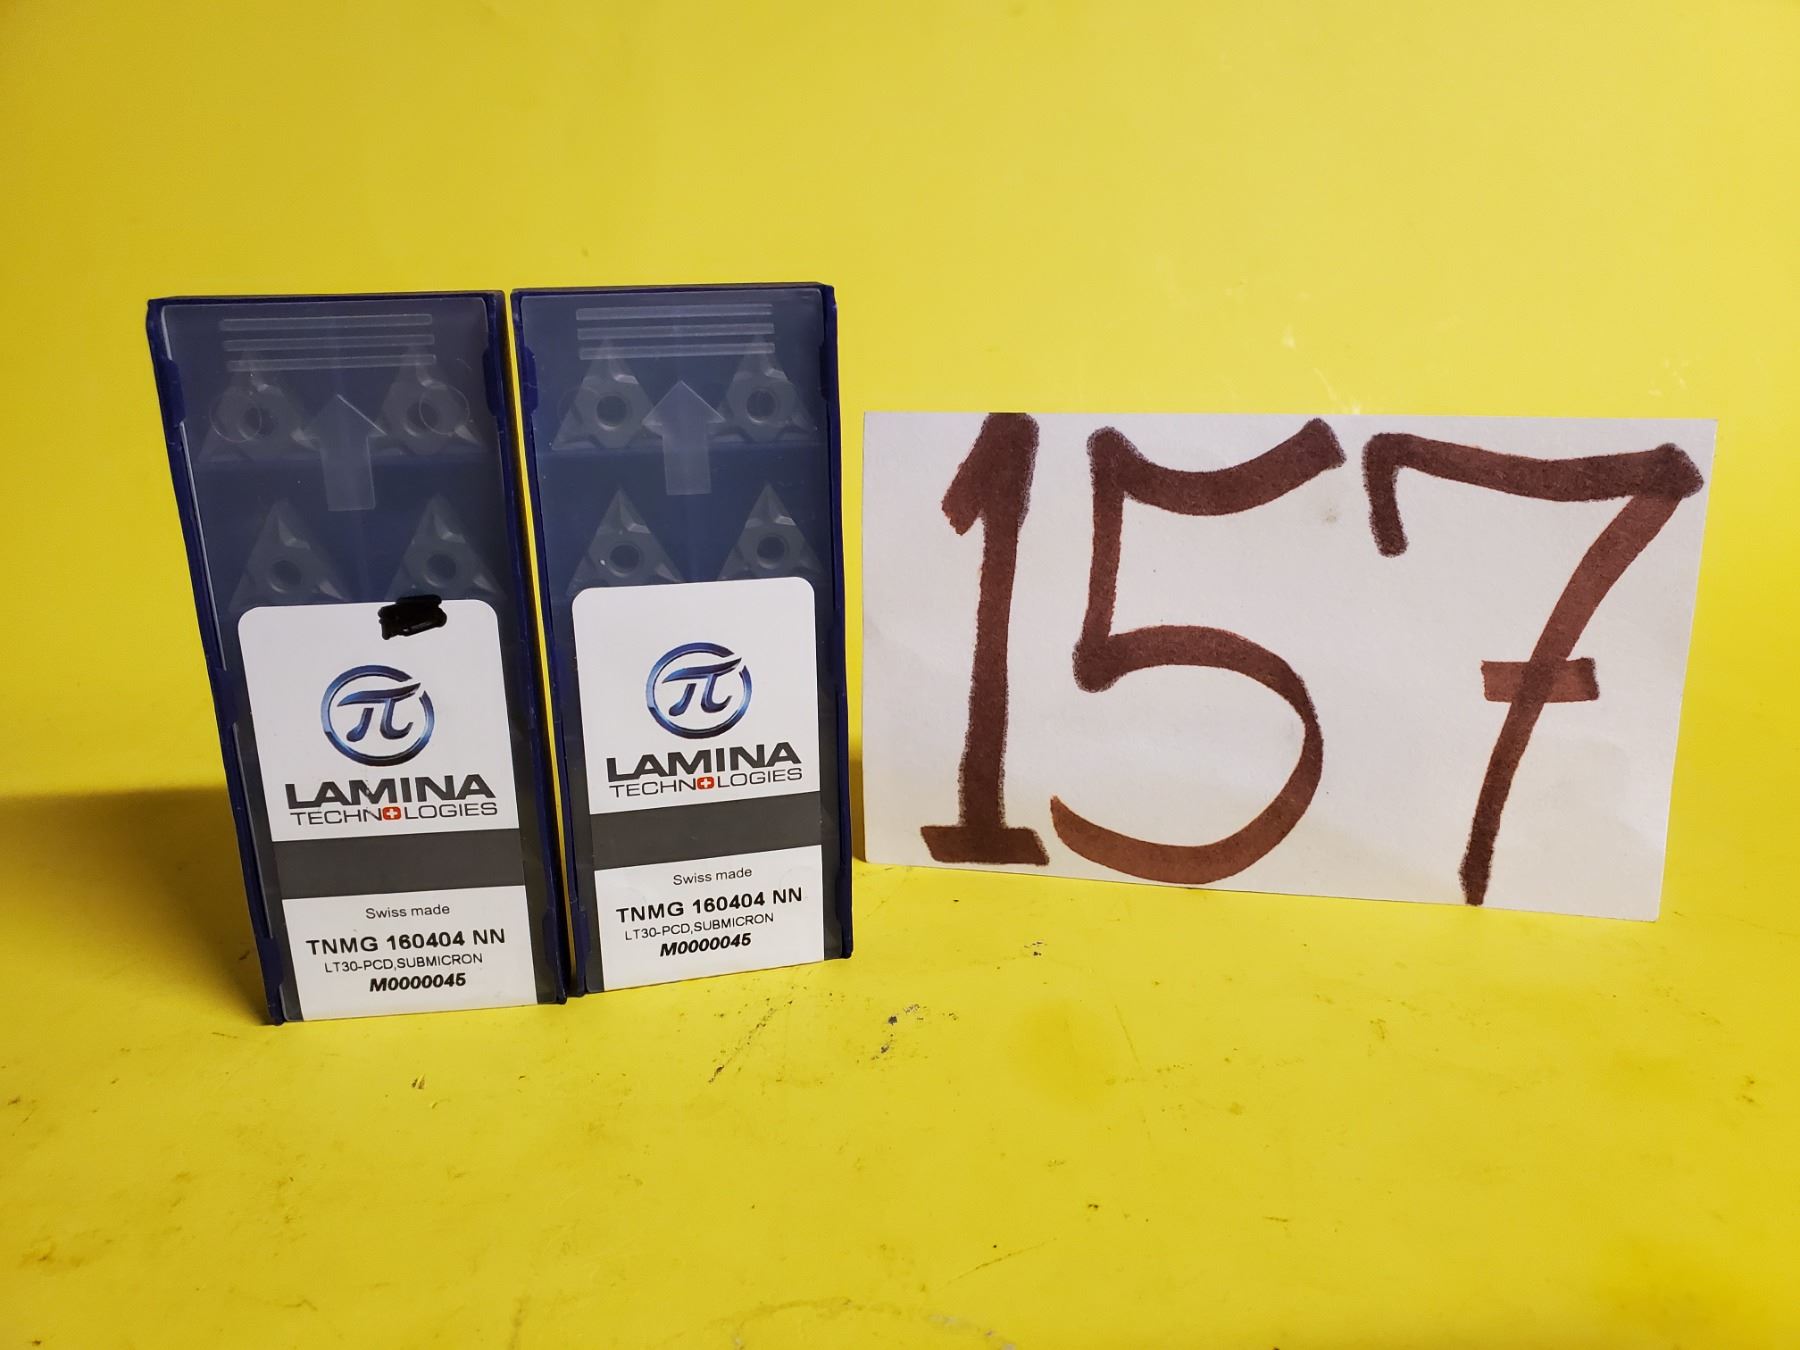 π
LAMINA
TECHNOLOGIES
Swiss made
TNMG 160404 NN
LT30-PCD,SUBMICRON
M0000045
π
LAMINA
TECHNOLOGIES
Swiss made
TNMG 160404 NN
LT30-PCD,SUBMICRON
M0000045
157